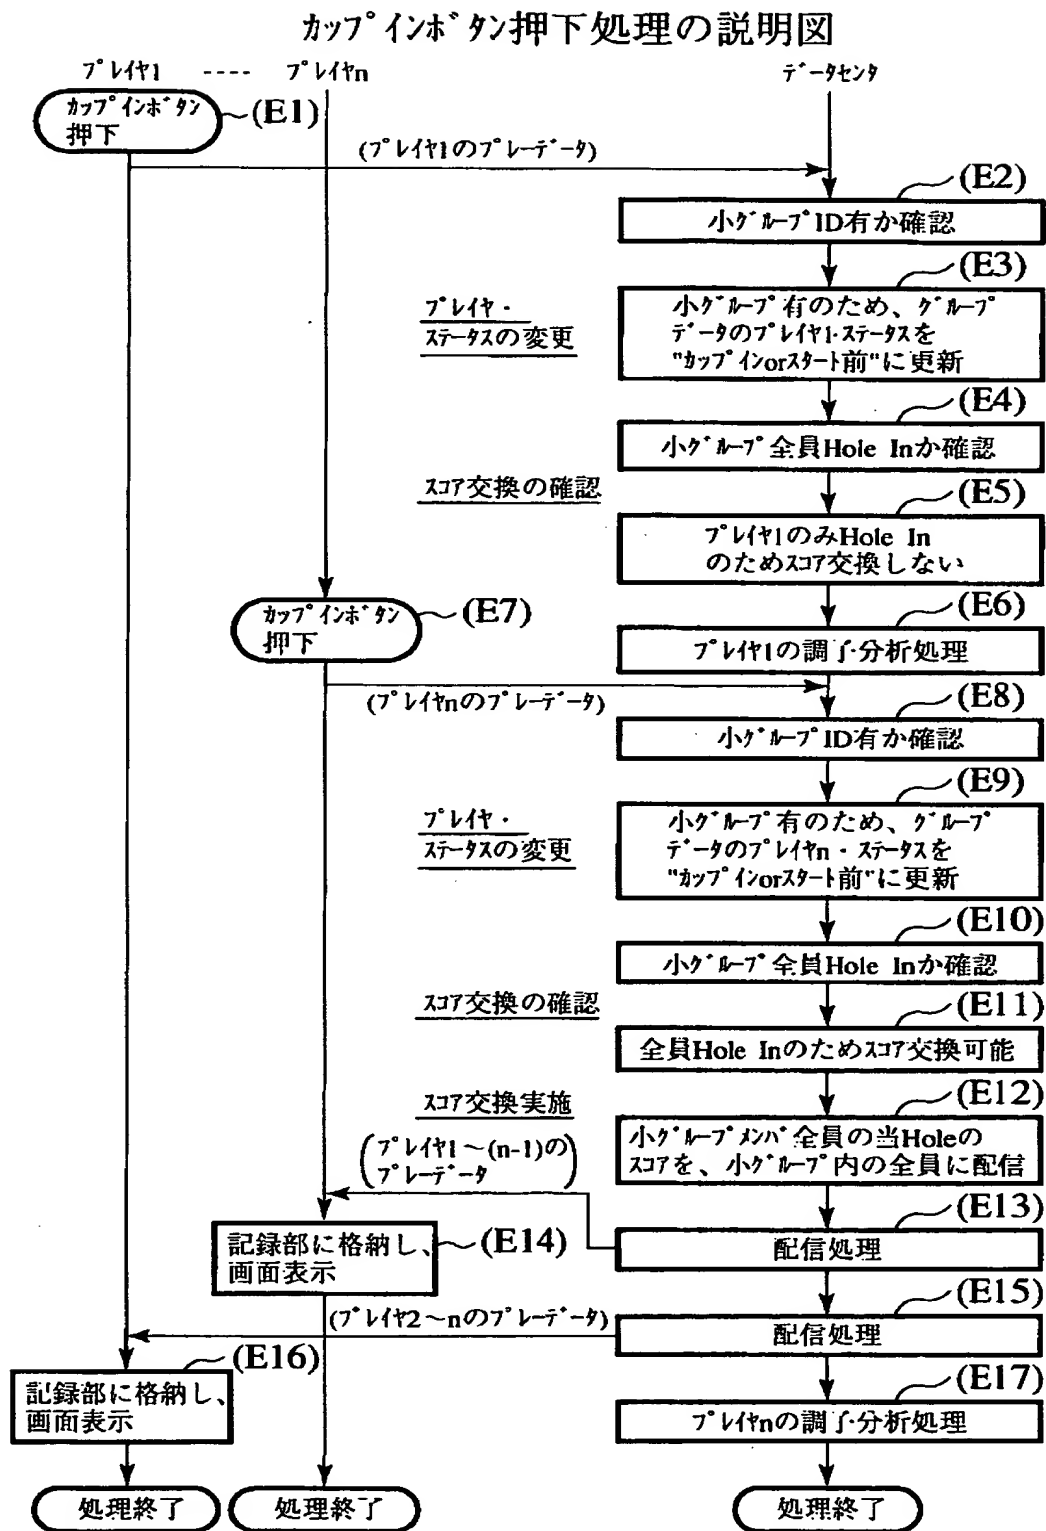 ｶｯﾌﾟｲﾝﾎﾞﾀﾝ押下処理の説明図
ﾌﾟﾚｲﾔ1 ---- ﾌﾟﾚｲﾔn ﾃﾞｰﾀｾﾝﾀ
ｶｯﾌﾟｲﾝﾎﾞﾀﾝ
押下
(E1)
(ﾌﾟﾚｲﾔ1のﾌﾟﾚｰﾃﾞｰﾀ)
(E2)
小ｸﾞﾙｰﾌﾟID有か確認
(E3)
ﾌﾟﾚｲﾔ・
ｽﾃｰﾀｽの変更
小ｸﾞﾙｰﾌﾟ有のため、ｸﾞﾙｰﾌﾟ
ﾃﾞｰﾀのﾌﾟﾚｲﾔ1･ｽﾃｰﾀｽを
"ｶｯﾌﾟｲﾝorｽﾀｰﾄ前"に更新
(E4)
小ｸﾞﾙｰﾌﾟ全員Hole Inか確認
ｽｺｱ交換の確認
(E5)
ﾌﾟﾚｲﾔ1のみHole In
のためｽｺｱ交換しない
(E6)
ﾌﾟﾚｲﾔ1の調子･分析処理
ｶｯﾌﾟｲﾝﾎﾞﾀﾝ
押下
(E7)
(ﾌﾟﾚｲﾔnのﾌﾟﾚｰﾃﾞｰﾀ)
(E8)
小ｸﾞﾙｰﾌﾟID有か確認
(E9)
ﾌﾟﾚｲﾔ・
ｽﾃｰﾀｽの変更
小ｸﾞﾙｰﾌﾟ有のため、ｸﾞﾙｰﾌﾟ
ﾃﾞｰﾀのﾌﾟﾚｲﾔn・ｽﾃｰﾀｽを
"ｶｯﾌﾟｲﾝorｽﾀｰﾄ前"に更新
(E10)
小ｸﾞﾙｰﾌﾟ全員Hole Inか確認
ｽｺｱ交換の確認
(E11)
全員Hole Inのためｽｺｱ交換可能
ｽｺｱ交換実施
(E12)
小ｸﾞﾙｰﾌﾟﾒﾝﾊﾞ全員の当Holeの
ｽｺｱを、小ｸﾞﾙｰﾌﾟ内の全員に配信
(ﾌﾟﾚｲﾔ1～(n-1)の
ﾌﾟﾚｰﾃﾞｰﾀ)
(E13)
配信処理
記録部に格納し、
画面表示
(E14)
(E15)
配信処理
(ﾌﾟﾚｲﾔ2～nのﾌﾟﾚｰﾃﾞｰﾀ)
(E16)
記録部に格納し、
画面表示
(E17)
ﾌﾟﾚｲﾔnの調子･分析処理
処理終了 処理終了 処理終了